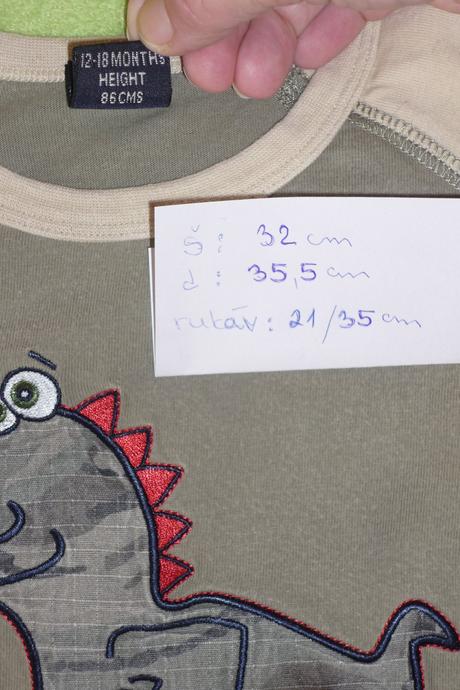 12-18 MONTHS
HEIGHT
86 CMS
š: 32 cm
d: 35,5 cm
rukáv: 21/35 cm